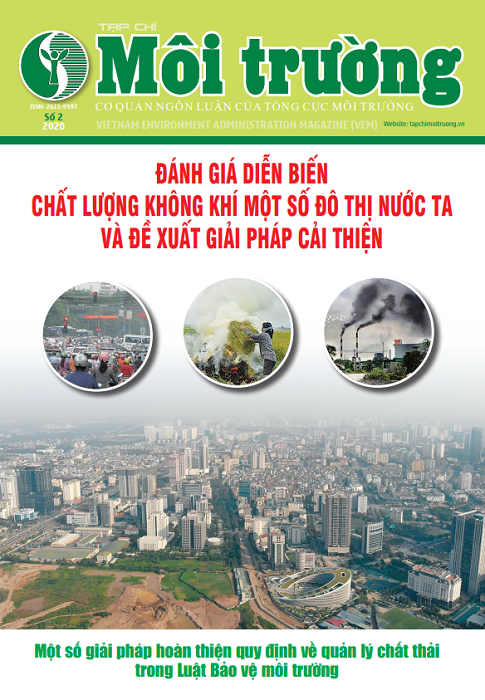 TẠP CHÍ
Môi trường
CƠ QUAN NGÔN LUẬN CỦA TỔNG CỤC MÔI TRƯỜNG
VIETNAM ENVIRONMENT ADMINISTRATION MAGAZINE (VEM)
Website: tapchimoitruong.vn
ISSN: 2615-9597
Số 2
2020
ĐÁNH GIÁ DIỄN BIẾN
CHẤT LƯỢNG KHÔNG KHÍ MỘT SỐ ĐÔ THỊ NƯỚC TA
VÀ ĐỀ XUẤT GIẢI PHÁP CẢI THIỆN
Một số giải pháp hoàn thiện quy định về quản lý chất thải
trong Luật Bảo vệ môi trường